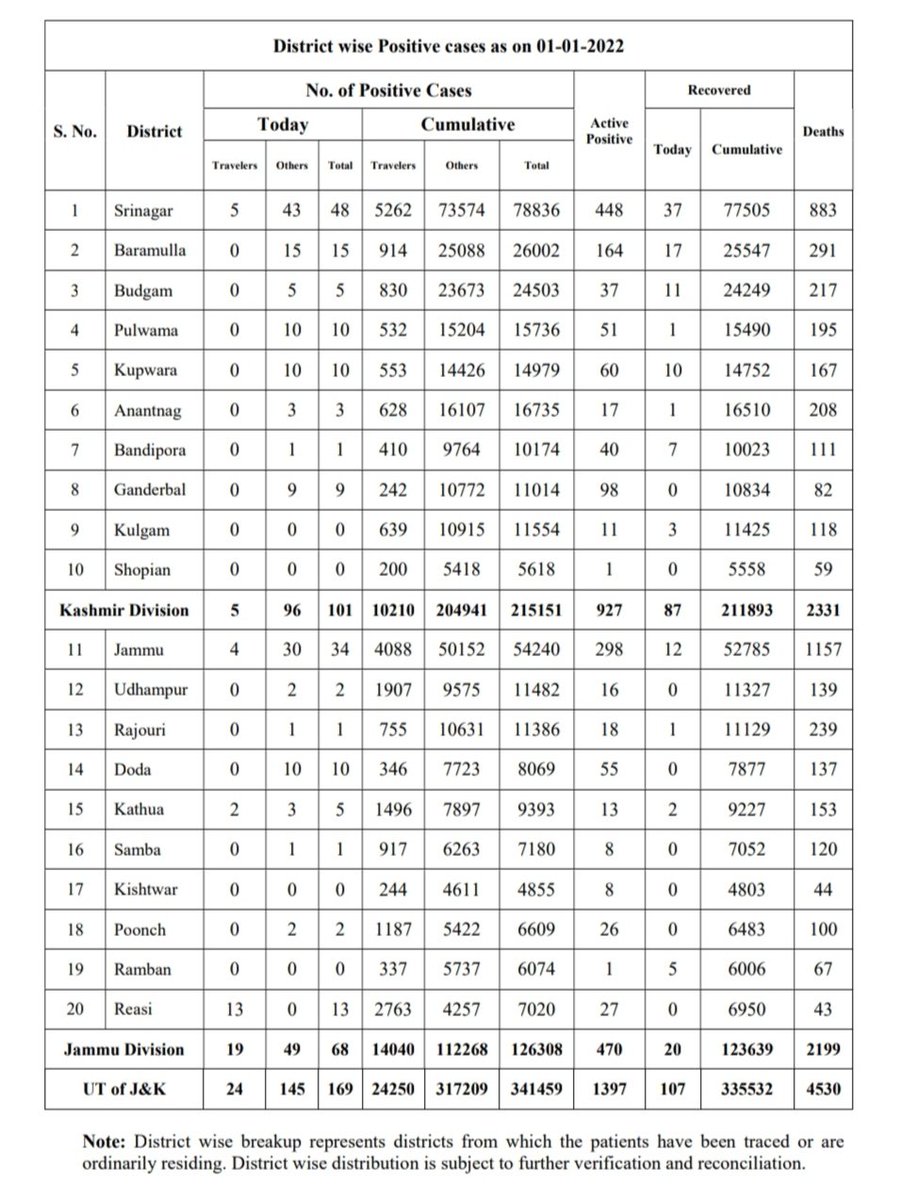 District wise Positive cases as on 01-01-2022
S. No. District No. of Positive Cases Active Positive Recovered Deaths
Today Cumulative Today Cumulative
Travelers Others Total Travelers Others Total
1 Srinagar 5 43 48 5262 73574 78836 448 37 77505 883
2 Baramulla 0 15 15 914 25088 26002 164 17 25547 291
3 Budgam 0 5 5 830 23673 24503 37 11 24249 217
4 Pulwama 0 10 10 532 15204 15736 51 1 15490 195
5 Kupwara 0 10 10 553 14426 14979 60 10 14752 167
6 Anantnag 0 3 3 628 16107 16735 17 1 16510 208
7 Bandipora 0 1 1 410 9764 10174 40 7 10023 111
8 Ganderbal 0 9 9 242 10772 11014 98 0 10834 82
9 Kulgam 0 0 0 639 10915 11554 11 3 11425 118
10 Shopian 0 0 0 200 5418 5618 1 0 5558 59
Kashmir Division 5 96 101 10210 204941 215151 927 87 211893 2331
11 Jammu 4 30 34 4088 50152 54240 298 12 52785 1157
12 Udhampur 0 2 2 1907 9575 11482 16 0 11327 139
13 Rajouri 0 1 1 755 10631 11386 18 1 11129 239
14 Doda 0 10 10 346 7723 8069 55 0 7877 137
15 Kathua 2 3 5 1496 7897 9393 13 2 9227 153
16 Samba 0 1 1 917 6263 7180 8 0 7052 120
17 Kishtwar 0 0 0 244 4611 4855 8 0 4803 44
18 Poonch 0 2 2 1187 5422 6609 26 0 6483 100
19 Ramban 0 0 0 337 5737 6074 1 5 6006 67
20 Reasi 13 0 13 2763 4257 7020 27 0 6950 43
Jammu Division 19 49 68 14040 112268 126308 470 20 123639 2199
UT of J&K 24 145 169 24250 317209 341459 1397 107 335532 4530
Note: District wise breakup represents districts from which the patients have been traced or are
ordinarily residing. District wise distribution is subject to further verification and reconciliation.